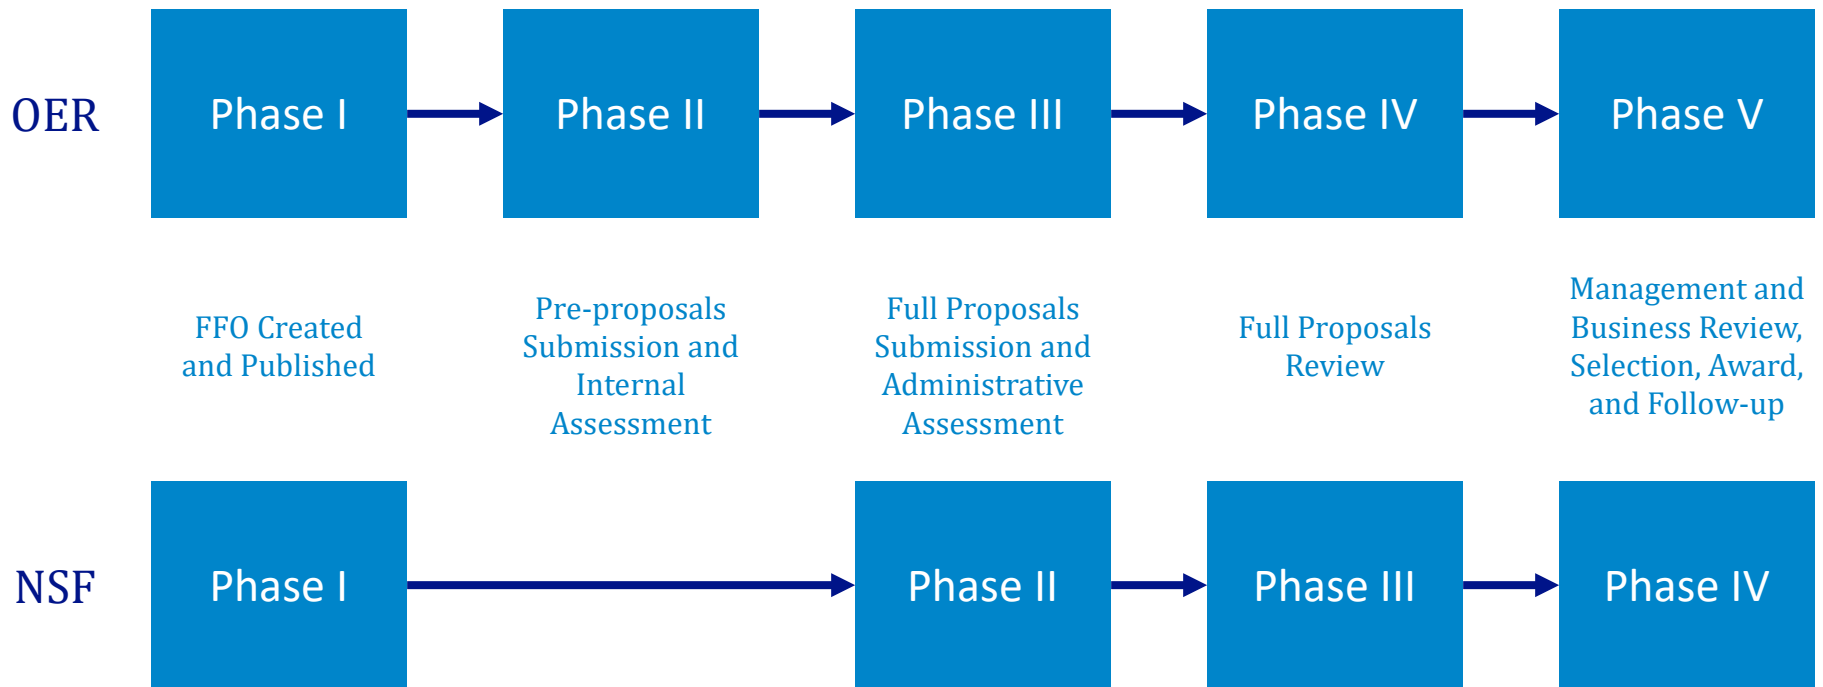 OER
Phase I
Phase II
Phase III
Phase IV
Phase V
FFO Created
and Published
Pre-proposals
Submission and
Internal
Assessment
Full Proposals
Submission and
Administrative
Assessment
Full Proposals
Review
Management and
Business Review,
Selection, Award,
and Follow-up
NSF
Phase I
Phase II
Phase III
Phase IV